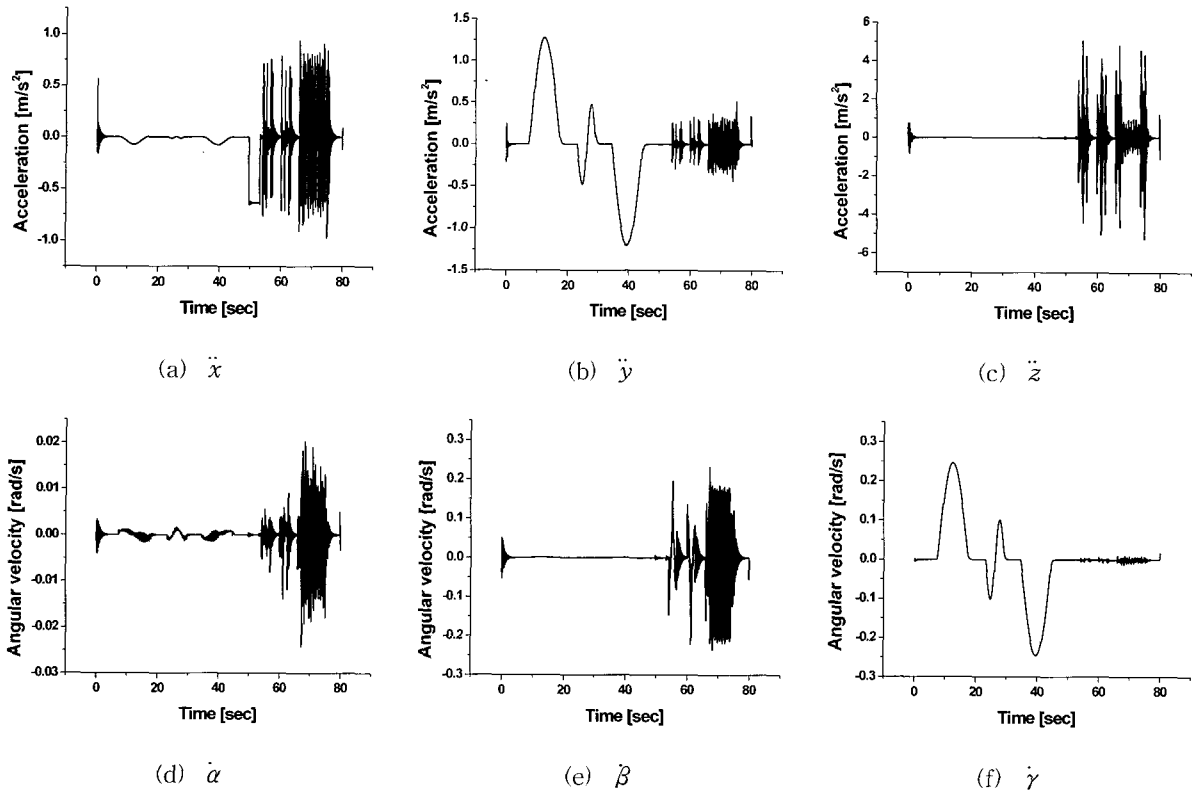 1.0
0.5
0.0
-0.5
-1.0
Acceleration [m/s²]
0 20 40 60 80
Time [sec]
(a) ẍ
1.5
1.0
0.5
0.0
-0.5
-1.0
-1.5
Acceleration [m/s²]
0 20 40 60 80
Time [sec]
(b) ÿ
6
4
2
0
-2
-4
-6
Acceleration [m/s²]
0 20 40 60 80
Time [sec]
(c) z̈
0.02
0.01
0.00
-0.01
-0.02
-0.03
Angular velocity [rad/s]
0 20 40 60 80
Time [sec]
(d) α̇
0.3
0.2
0.1
0.0
-0.1
-0.2
-0.3
Angular velocity [rad/s]
0 20 40 60 80
Time [sec]
(e) β̇
0.3
0.2
0.1
0.0
-0.1
-0.2
-0.3
Angular velocity [rad/s]
0 20 40 60 80
Time [sec]
(f) γ̇